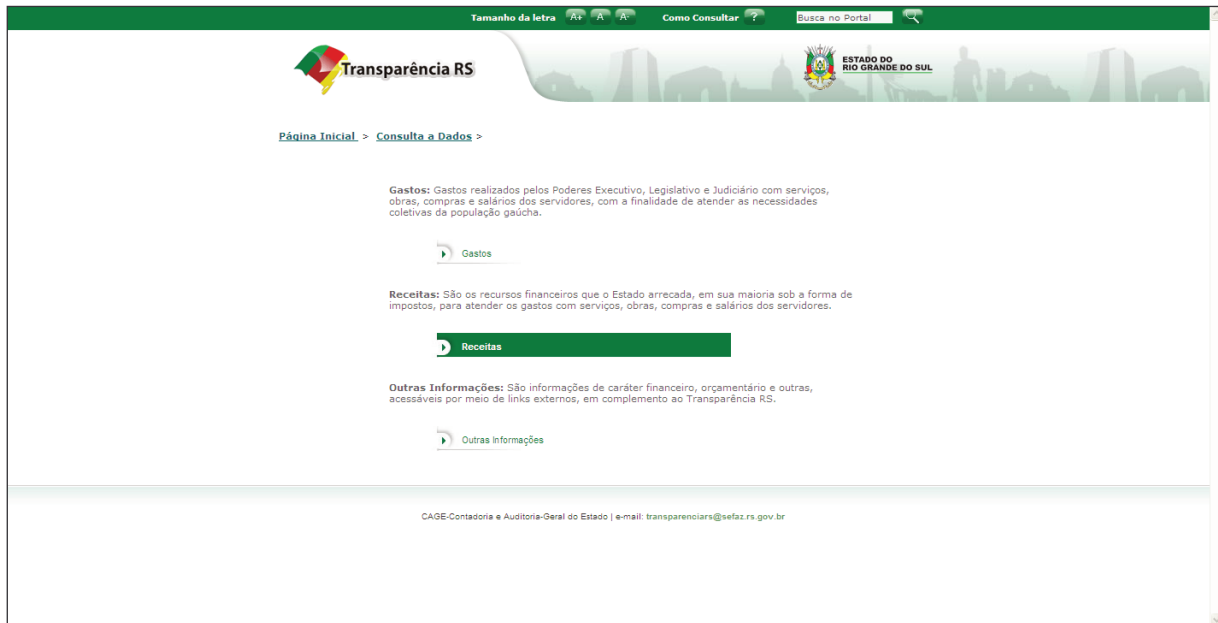 Tamanho da letra A+ A A- Como Consultar ? Busca no Portal
Transparência RS
ESTADO DO
RIO GRANDE DO SUL
Página Inicial > Consulta a Dados >
Gastos: Gastos realizados pelos Poderes Executivo, Legislativo e Judiciário com serviços,
obras, compras e salários dos servidores, com a finalidade de atender as necessidades
coletivas da população gaúcha.
Gastos
Receitas: São os recursos financeiros que o Estado arrecada, em sua maioria sob a forma de
impostos, para atender os gastos com serviços, obras, compras e salários dos servidores.
Receitas
Outras Informações: São informações de caráter financeiro, orçamentário e outras,
acessáveis por meio de links externos, em complemento ao Transparência RS.
Outras Informações
CAGE-Contadoria e Auditoria-Geral do Estado | e-mail: transparenciars@sefaz.rs.gov.br